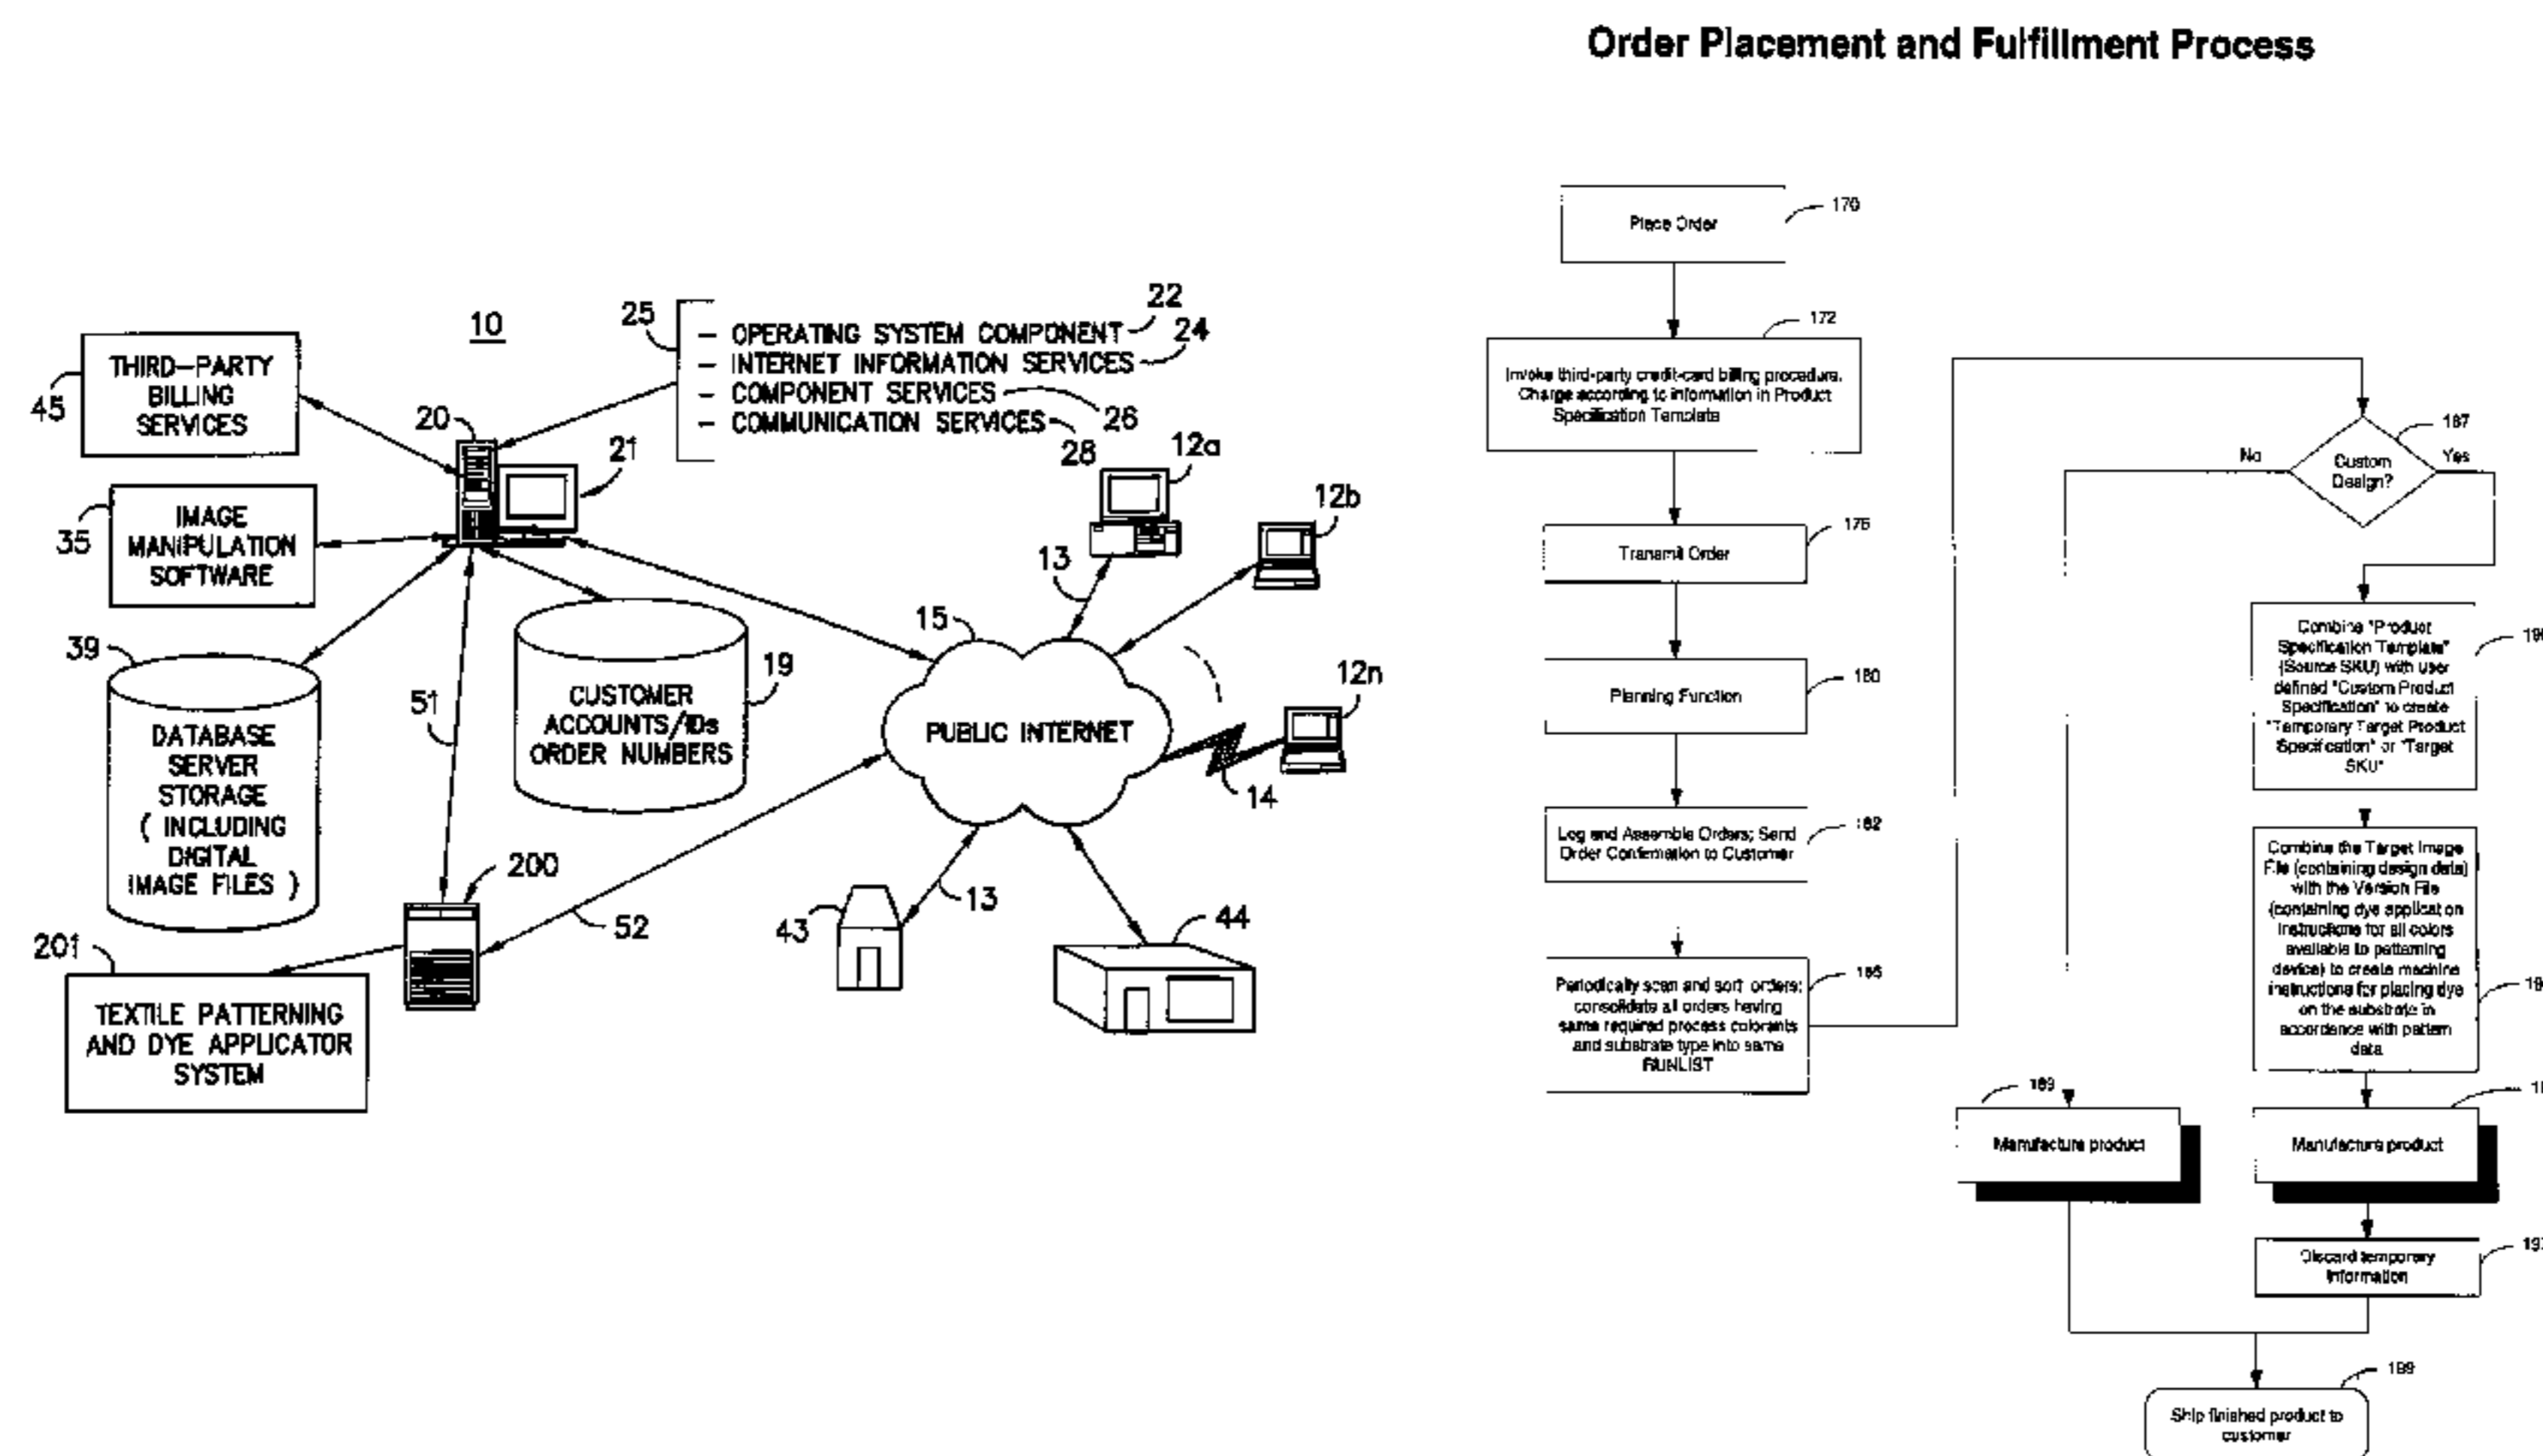 Order Placement and Fulfillment Process
10
THIRD-PARTY
BILLING
SERVICES
45
25
- OPERATING SYSTEM COMPONENT
22
- INTERNET INFORMATION SERVICES
24
- COMPONENT SERVICES
26
- COMMUNICATION SERVICES
28
20
21
IMAGE
MANIPULATION
SOFTWARE
35
12a
12b
13
15
39
DATABASE
SERVER
STORAGE
( INCLUDING
DIGITAL
IMAGE FILES )
51
CUSTOMER
ACCOUNTS/IDs
ORDER NUMBERS
19
PUBLIC INTERNET
12n
14
200
52
43
13
44
201
TEXTILE PATTERNING
AND DYE APPLICATOR
SYSTEM
Place Order
170
172
Invoke third-party credit-card billing procedure.
Charge according to information in Product
Specification Template
Transmit Order
Planning Function
180
Log and Assemble Orders; Send
Order Confirmation to Customer
182
Periodically scan and sort orders;
consolidate all orders having
same required process colorants
and substrate type into same
RUNLIST
187
No
Custom
Design?
Yes
Combine "Product
Specification Template"
(Source SKU) with user
defined "Custom Product
Specification" to create
"Temporary Target Product
Specification" or "Target
SKU"
Combine the Target Image
File (containing design data)
with the Version File
(containing dye application
instructions for all colors
available to patterning
device) to create machine
instructions for placing dye
on the substrate in
accordance with pattern
data
189
Manufacture product
Manufacture product
Discard temporary
information
Ship finished product to
customer